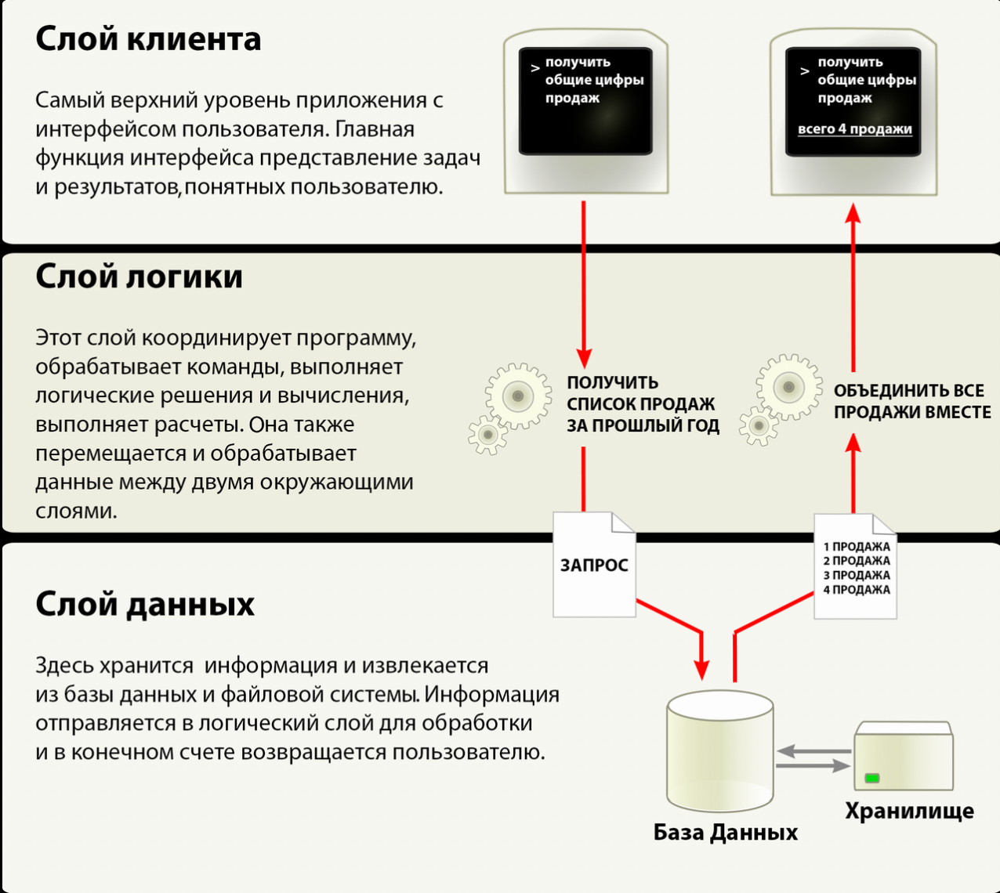 Слой клиента
Самый верхний уровень приложения с
интерфейсом пользователя. Главная
функция интерфейса представление задач
и результатов,понятных пользователю.
> получить
общие цифры
продаж
> получить
общие цифры
продаж
всего 4 продажи
Слой логики
Этот слой координирует программу,
обрабатывает команды, выполняет
логические решения и вычисления,
выполняет расчеты. Она также
перемещается и обрабатывает
данные между двумя окружающими
слоями.
ПОЛУЧИТЬ
СПИСОК ПРОДАЖ
ЗА ПРОШЛЫЙ ГОД
ОБЪЕДИНИТЬ ВСЕ
ПРОДАЖИ ВМЕСТЕ
ЗАПРОС
1 ПРОДАЖА
2 ПРОДАЖА
3 ПРОДАЖА
4 ПРОДАЖА
Слой данных
Здесь хранится  информация и извлекается
из базы данных и файловой системы. Информация
отправляется в логический слой для обработки
и в конечном счете возвращается пользователю.
База Данных
Хранилище